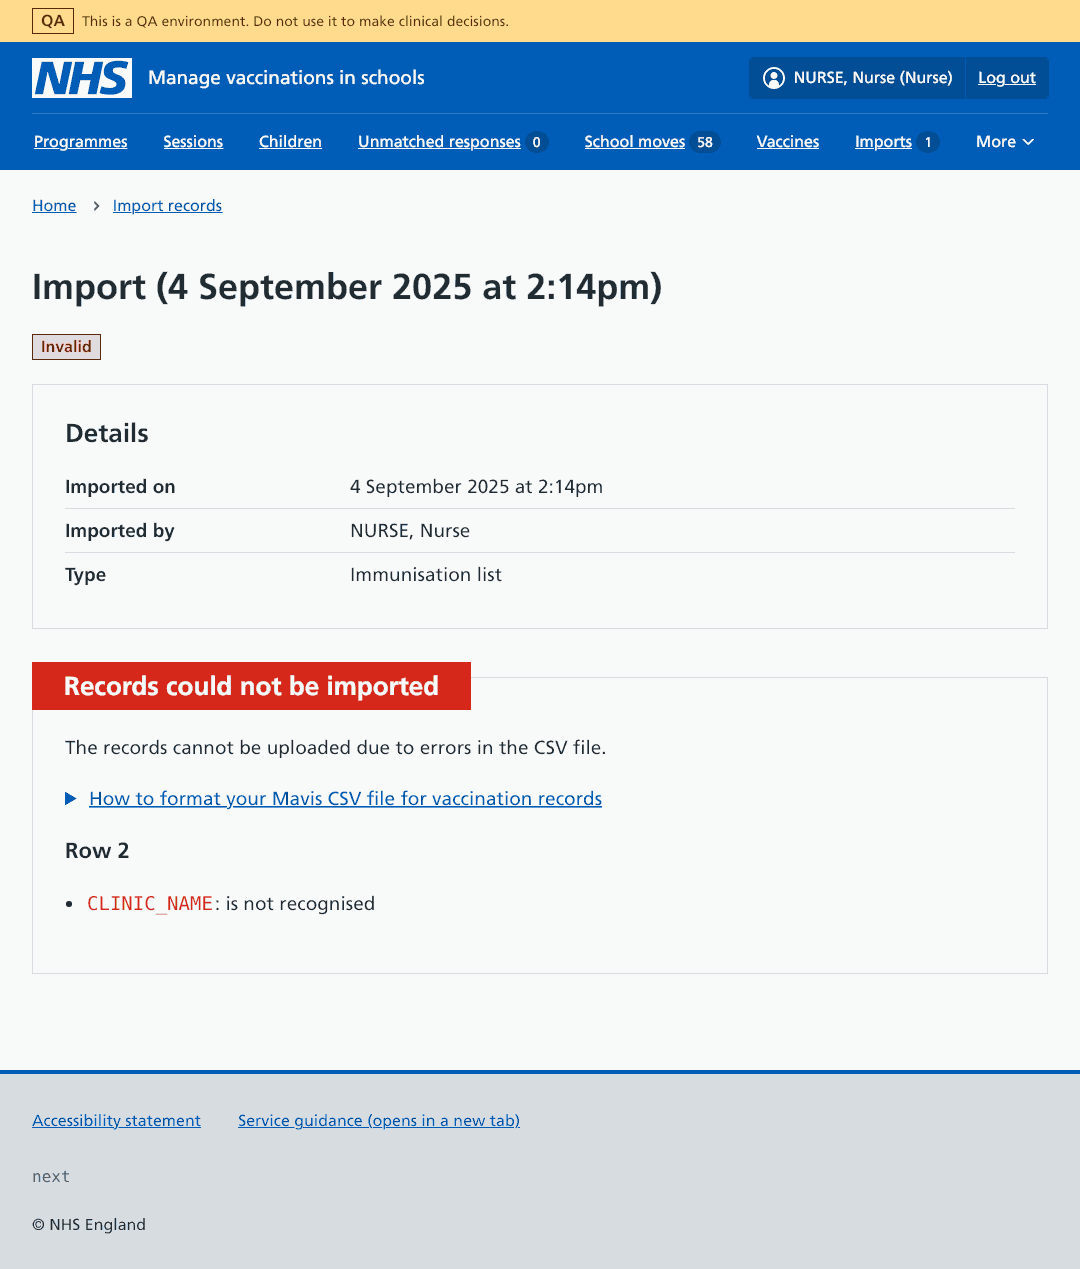 QA This is a QA environment. Do not use it to make clinical decisions.
NHS Manage vaccinations in schools NURSE, Nurse (Nurse) Log out
Programmes Sessions Children Unmatched responses 0 School moves 58 Vaccines Imports 1 More
Home Import records
Import (4 September 2025 at 2:14pm)
Invalid
Details
Imported on 4 September 2025 at 2:14pm
Imported by NURSE, Nurse
Type Immunisation list
Records could not be imported
The records cannot be uploaded due to errors in the CSV file.
How to format your Mavis CSV file for vaccination records
Row 2
• CLINIC_NAME: is not recognised
Accessibility statement Service guidance (opens in a new tab)
next
© NHS England